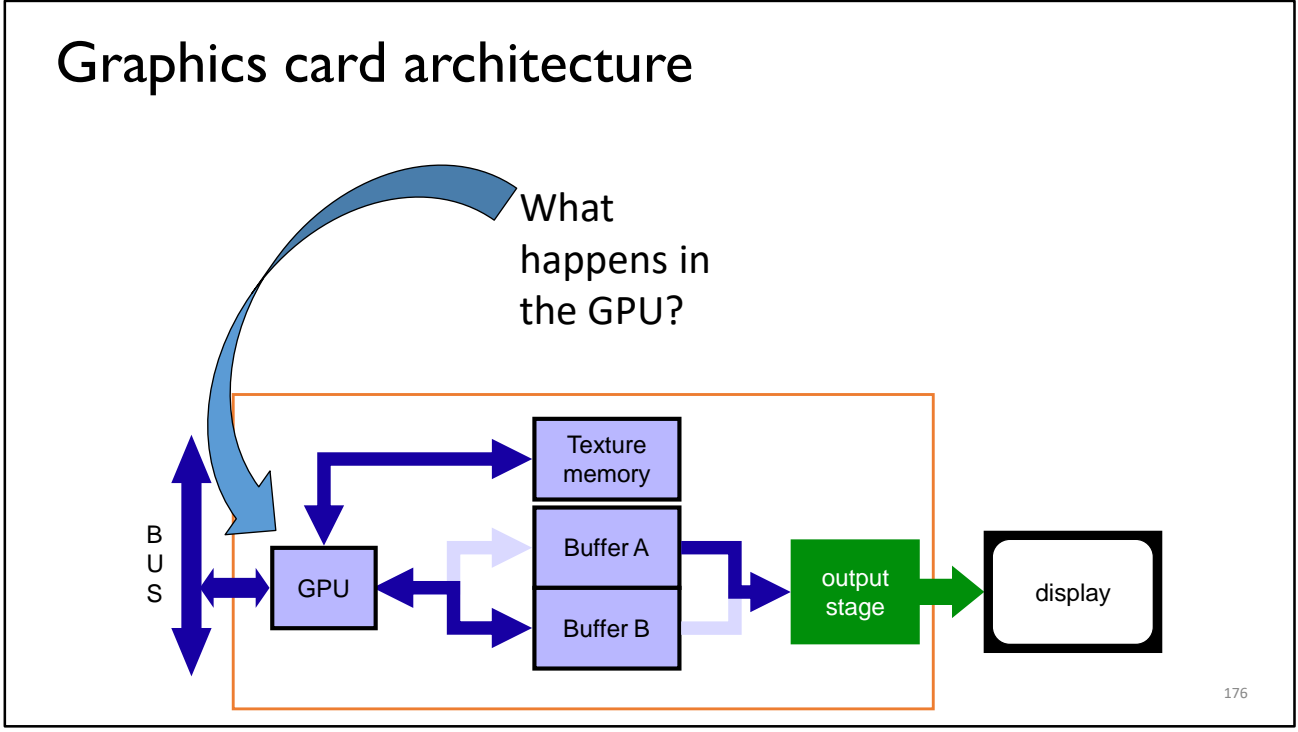 Graphics card architecture
What
happens in
the GPU?
B
U
S
GPU
Texture
memory
Buffer A
Buffer B
output
stage
display
176